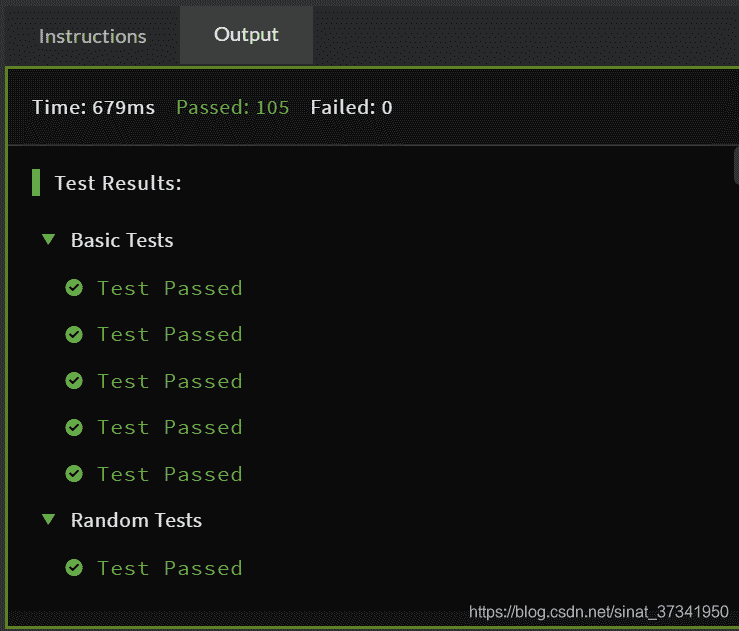 Instructions Output
Time: 679ms Passed: 105 Failed: 0
Test Results:
Basic Tests
Test Passed
Test Passed
Test Passed
Test Passed
Test Passed
Random Tests
Test Passed
https://blog.csdn.net/sinat_37341950